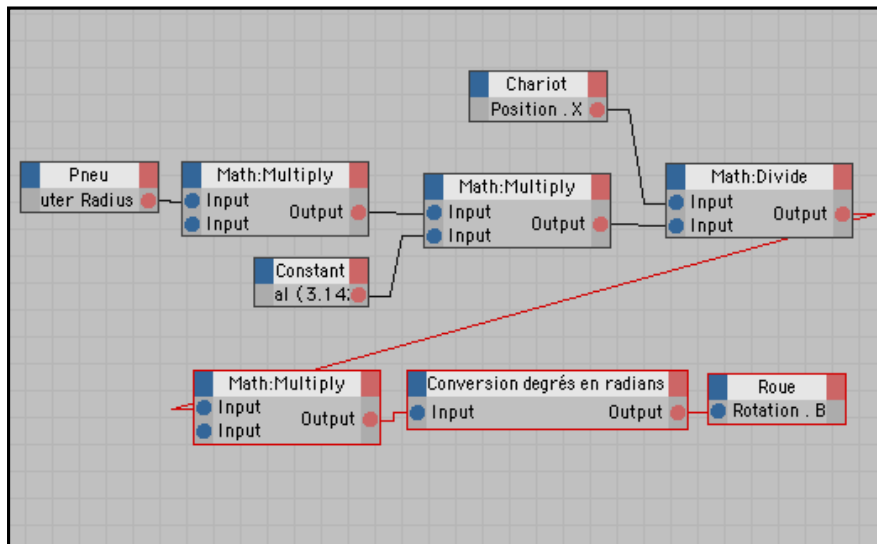 Chariot
Position . X
Pneu
uter Radius
Math:Multiply
Input
Input
Output
Math:Multiply
Input
Input
Output
Math:Divide
Input
Input
Output
Constant
al (3.142
Math:Multiply
Input
Input
Output
Conversion degrés en radians
Input
Output
Roue
Rotation . B